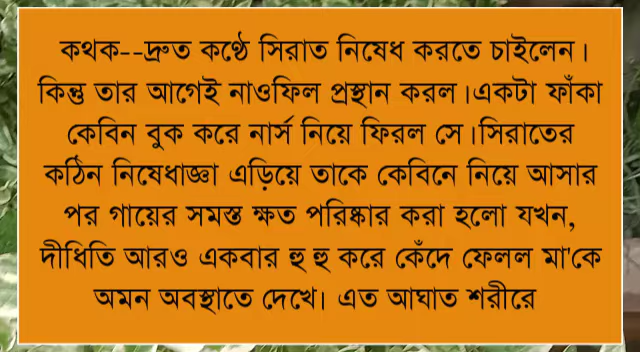 কথক--দ্রুত কণ্ঠে সিরাত নিষেধ করতে চাইলেন।
কিন্তু তার আগেই নাওফিল প্রস্থান করল।একটা ফাঁকা
কেবিন বুক করে নার্স নিয়ে ফিরল সে।সিরাতের
কঠিন নিষেধাজ্ঞা এড়িয়ে তাকে কেবিনে নিয়ে আসার
পর গায়ের সমস্ত ক্ষত পরিষ্কার করা হলো যখন,
দীধিতি আরও একবার হু হু করে কেঁদে ফেলল মা'কে
অমন অবস্থাতে দেখে। এত আঘাত শরীরে